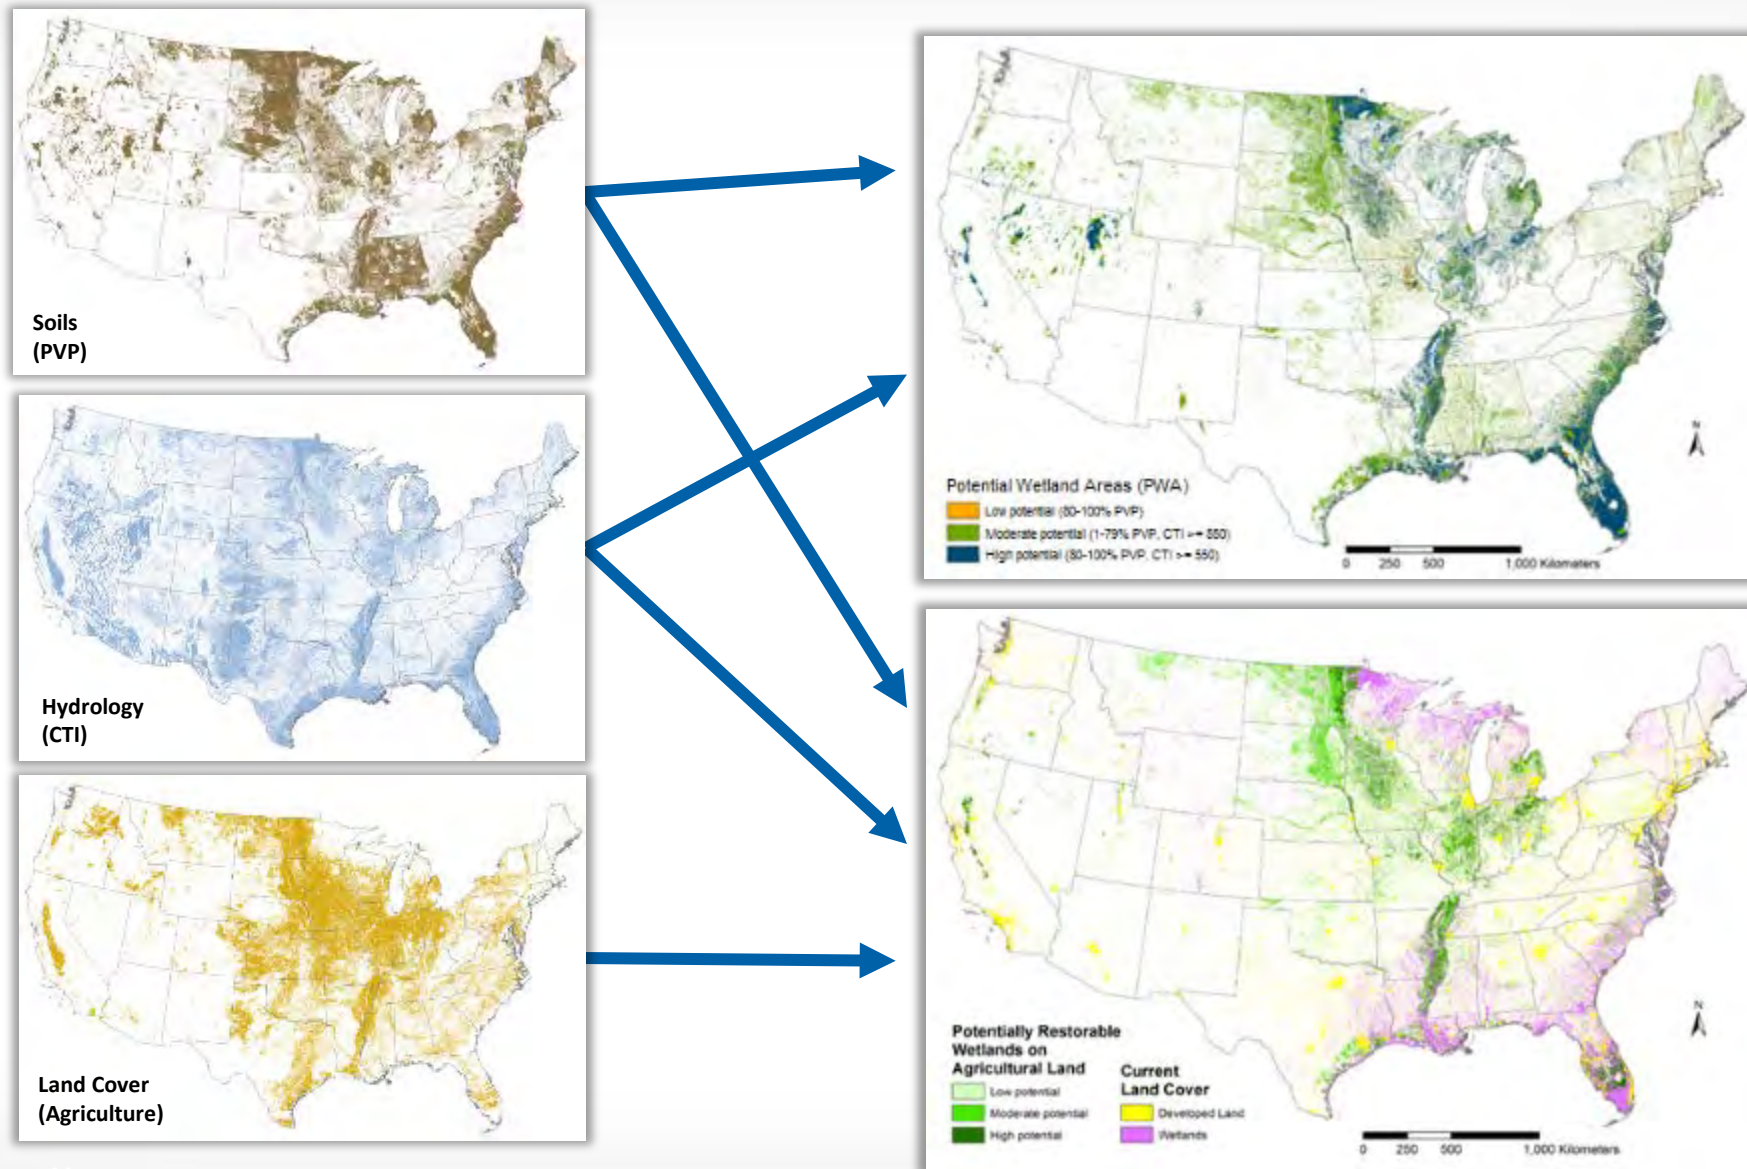 Soils
(PVP)
Hydrology
(CTI)
Land Cover
(Agriculture)
Potential Wetland Areas (PWA)
Low potential (80-100% PVP)
Moderate potential (1-79% PVP, CTI >= 550)
High potential (80-100% PVP, CTI >= 550)
N
0 250 500 1,000 Kilometers
Potentially Restorable
Wetlands on
Agricultural Land
Low potential
Moderate potential
High potential
Current
Land Cover
Developed Land
Wetlands
N
0 250 500 1,000 Kilometers